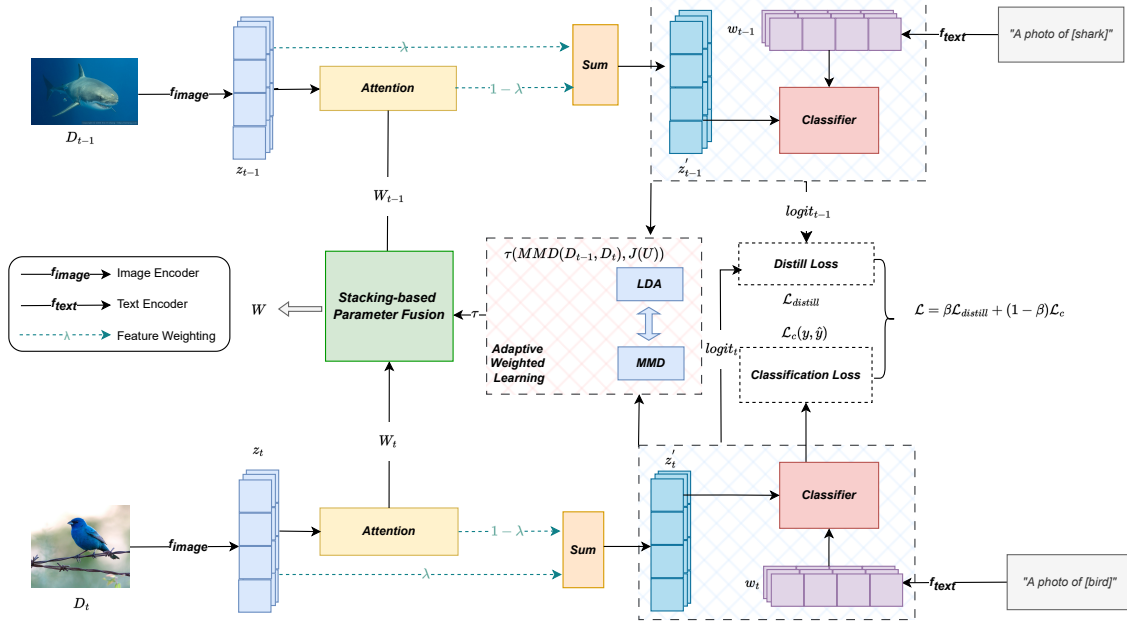 λ
f_image
Attention
1 − λ
Sum
w_{t−1}
f_text
"A photo of [shark]"
Classifier
D_{t−1}
z_{t−1}
z′_{t−1}
W_{t−1}
logit_{t−1}
f_image Image Encoder
f_text Text Encoder
λ Feature Weighting
W
Stacking-based
Parameter Fusion
τ
τ(MMD(D_{t−1}, D_t), J(U))
LDA
MMD
Adaptive
Weighted
Learning
logit_t
Distill Loss
ℒ_distill
ℒ_c(y, ŷ)
Classification Loss
ℒ = βℒ_distill + (1 − β)ℒ_c
W_t
z_t
z′_t
f_image
Attention
1 − λ
λ
Sum
Classifier
w_t
f_text
"A photo of [bird]"
D_t